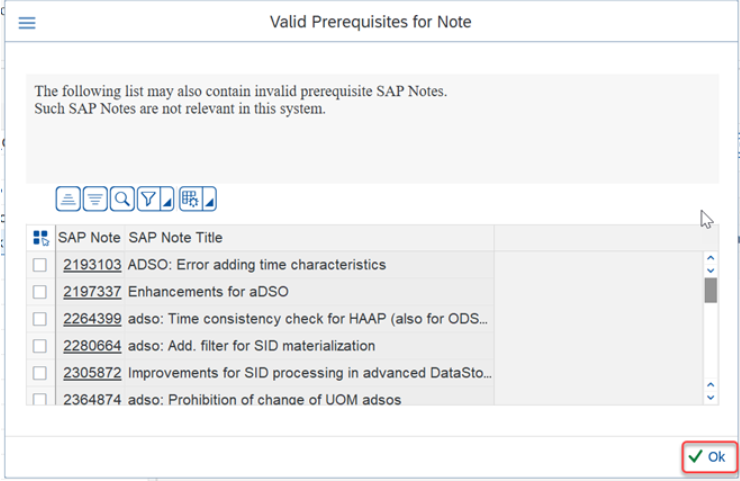 Valid Prerequisites for Note
The following list may also contain invalid prerequisite SAP Notes.
Such SAP Notes are not relevant in this system.
SAP Note SAP Note Title
2193103 ADSO: Error adding time characteristics
2197337 Enhancements for aDSO
2264399 adso: Time consistency check for HAAP (also for ODS...
2280664 adso: Add. filter for SID materialization
2305872 Improvements for SID processing in advanced DataSto...
2364874 adso: Prohibition of change of UOM adsos
Ok